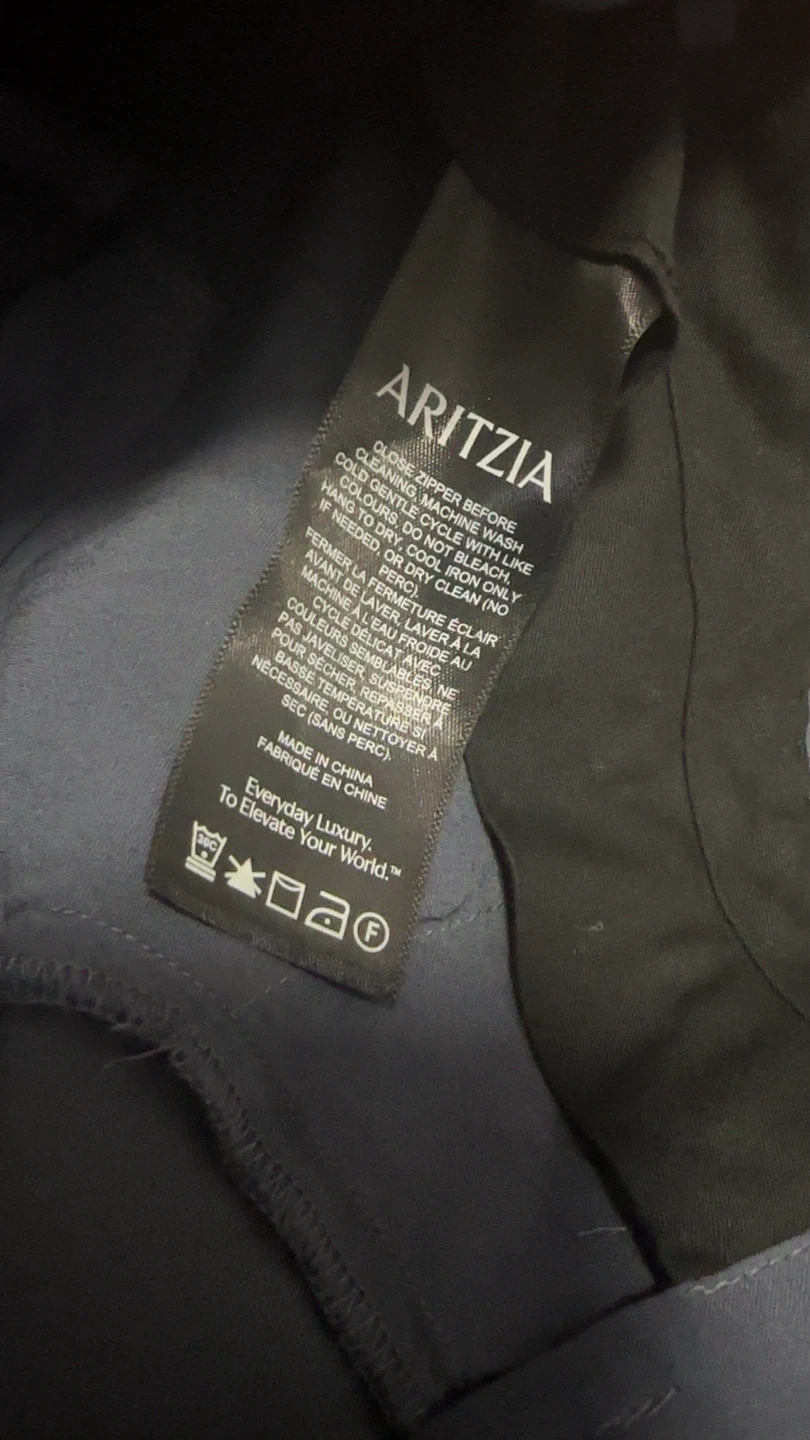 ARITZIA
CLOSE ZIPPER BEFORE
CLEANING, MACHINE WASH
COLD GENTLE CYCLE WITH LIKE
COLOURS, DO NOT BLEACH,
HANG TO DRY, COOL IRON ONLY
IF NEEDED, OR DRY CLEAN (NO
PERC).
FERMER LA FERMETURE ÉCLAIR
AVANT DE LAVER, LAVER À LA
MACHINE À L'EAU FROIDE AU
CYCLE DÉLICAT AVEC
COULEURS SEMBLABLES, NE
PAS JAVELISER, SUSPENDRE
POUR SÉCHER, REPASSER À
BASSE TEMPÉRATURE SI
NÉCESSAIRE, OU NETTOYER À
SEC (SANS PERC).
MADE IN CHINA
FABRIQUÉ EN CHINE
Everyday Luxury.
To Elevate Your World.™
30C F